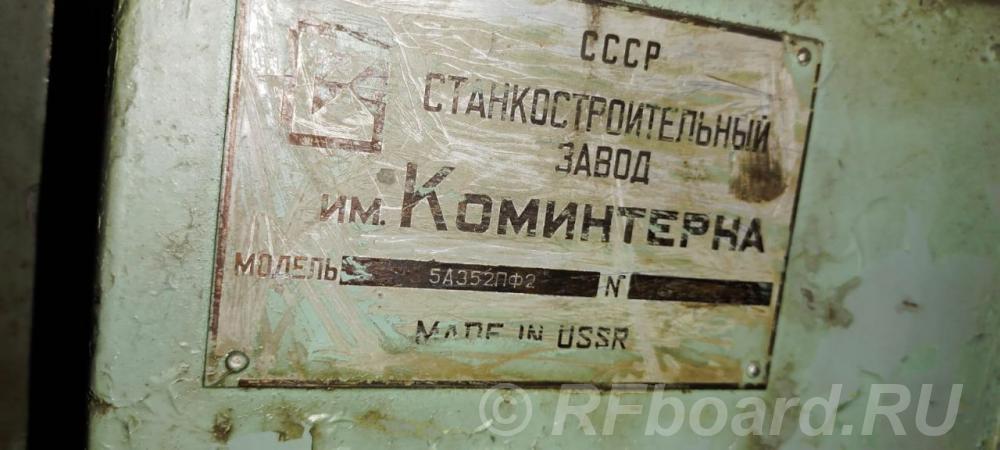 СССР
СТАНКОСТРОИТЕЛЬНЫЙ
ЗАВОД
ИМ. КОМИНТЕРНА
МОДЕЛЬ 5А352ПФ2 N
MADE IN USSR
© RFboard.RU